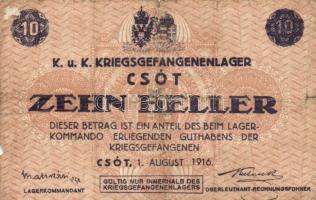 10 10
K. u. K. KRIEGSGEFANGENENLAGER
CSÓT
ZEHN HELLER
DIESER BETRAG IST EIN ANTEIL DES BEIM LAGER-
KOMMANDO ERLIEGENDEN GUTHABENS DER
KRIEGSGEFANGENEN
CSÓT, 1. AUGUST 1916.
LAGERKOMMANDANT
GÜLTIG NUR INNERHALB DES
KRIEGSGEFANGENENLAGERS
OBERLEUTNANT-RECHNUNGSFÜHRER